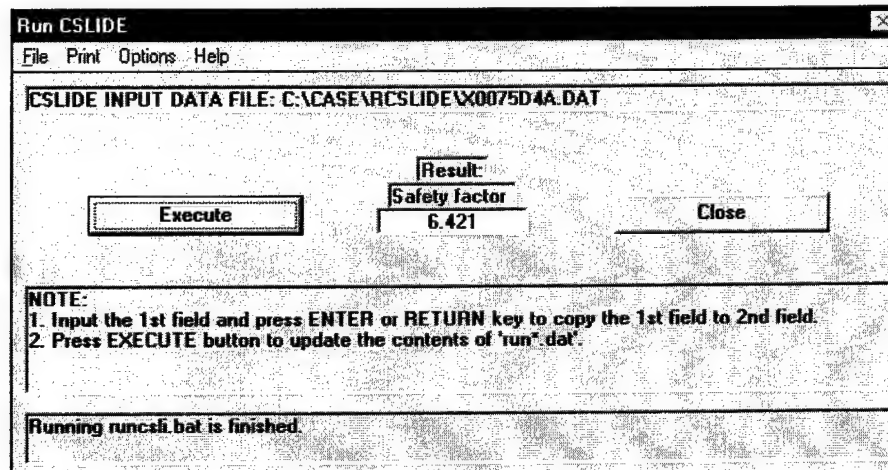 Run CSLIDE
File Print Options Help
CSLIDE INPUT DATA FILE: C:\CASE\RCSLIDE\X0075D4A.DAT
Result:
Safety factor
Execute 6.421 Close
NOTE:
1. Input the 1st field and press ENTER or RETURN key to copy the 1st field to 2nd field.
2. Press EXECUTE button to update the contents of 'run*.dat'.
Running runcsli.bat is finished.